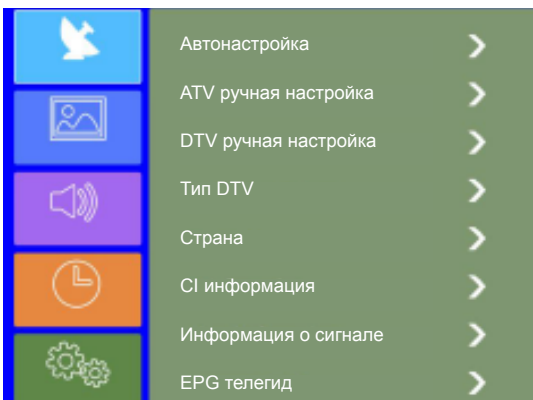 Автонастройка
ATV ручная настройка
DTV ручная настройка
Тип DTV
Страна
CI информация
Информация о сигнале
EPG телегид